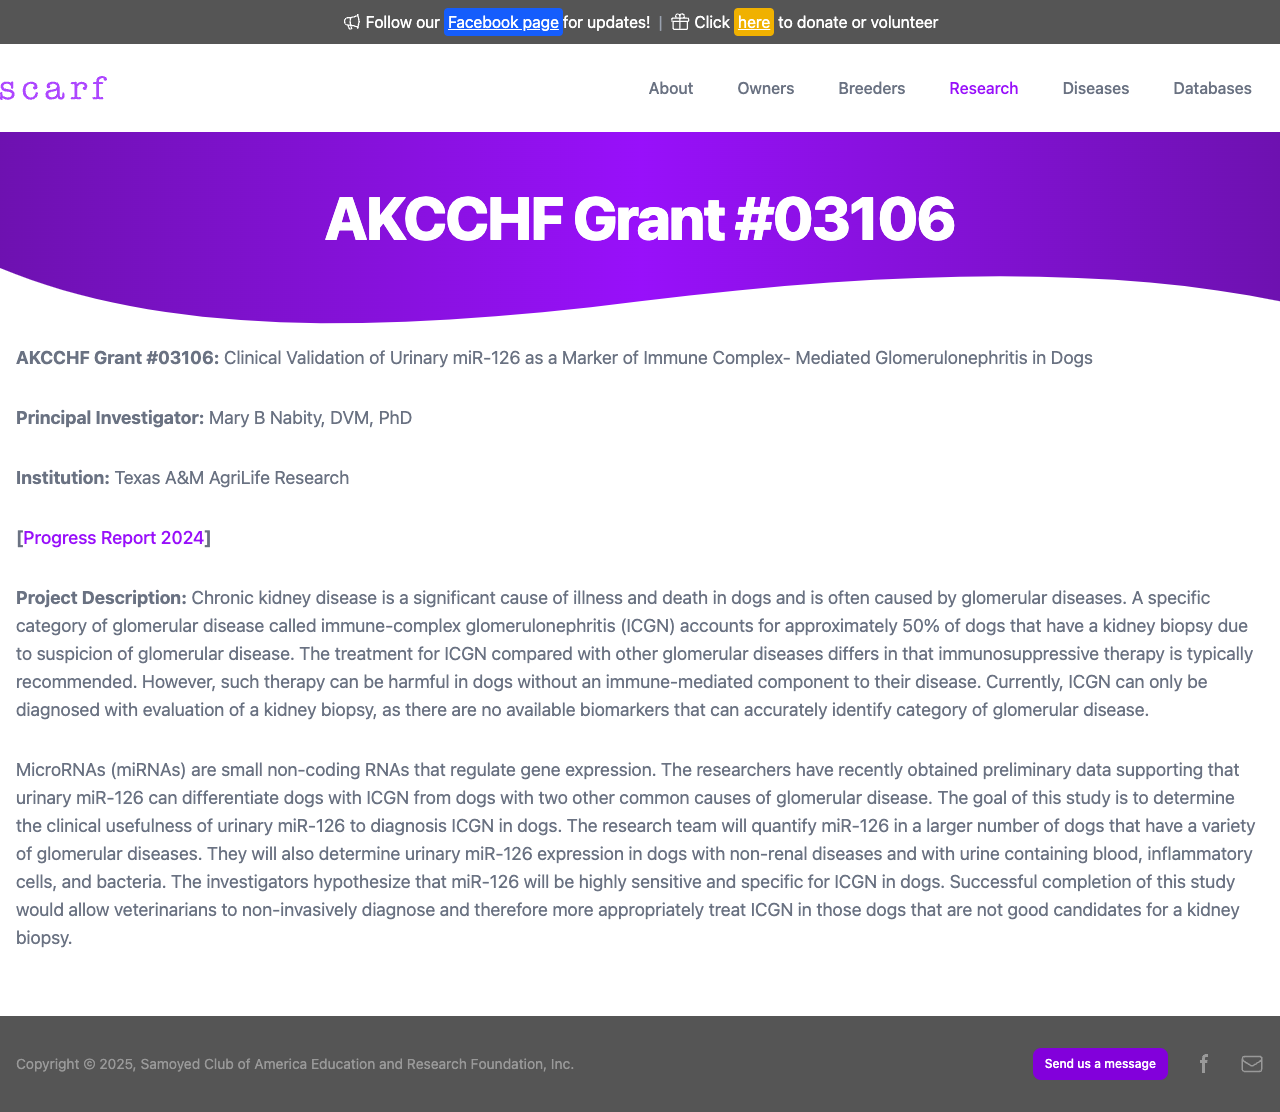 Follow our Facebook page for updates! | Click here to donate or volunteer
scarf
About Owners Breeders Research Diseases Databases
AKCCHF Grant #03106
AKCCHF Grant #03106: Clinical Validation of Urinary miR-126 as a Marker of Immune Complex- Mediated Glomerulonephritis in Dogs
Principal Investigator: Mary B Nabity, DVM, PhD
Institution: Texas A&M AgriLife Research
[Progress Report 2024]
Project Description: Chronic kidney disease is a significant cause of illness and death in dogs and is often caused by glomerular diseases. A specific
category of glomerular disease called immune-complex glomerulonephritis (ICGN) accounts for approximately 50% of dogs that have a kidney biopsy due
to suspicion of glomerular disease. The treatment for ICGN compared with other glomerular diseases differs in that immunosuppressive therapy is typically
recommended. However, such therapy can be harmful in dogs without an immune-mediated component to their disease. Currently, ICGN can only be
diagnosed with evaluation of a kidney biopsy, as there are no available biomarkers that can accurately identify category of glomerular disease.
MicroRNAs (miRNAs) are small non-coding RNAs that regulate gene expression. The researchers have recently obtained preliminary data supporting that
urinary miR-126 can differentiate dogs with ICGN from dogs with two other common causes of glomerular disease. The goal of this study is to determine
the clinical usefulness of urinary miR-126 to diagnosis ICGN in dogs. The research team will quantify miR-126 in a larger number of dogs that have a variety
of glomerular diseases. They will also determine urinary miR-126 expression in dogs with non-renal diseases and with urine containing blood, inflammatory
cells, and bacteria. The investigators hypothesize that miR-126 will be highly sensitive and specific for ICGN in dogs. Successful completion of this study
would allow veterinarians to non-invasively diagnose and therefore more appropriately treat ICGN in those dogs that are not good candidates for a kidney
biopsy.
Copyright © 2025, Samoyed Club of America Education and Research Foundation, Inc.
Send us a message